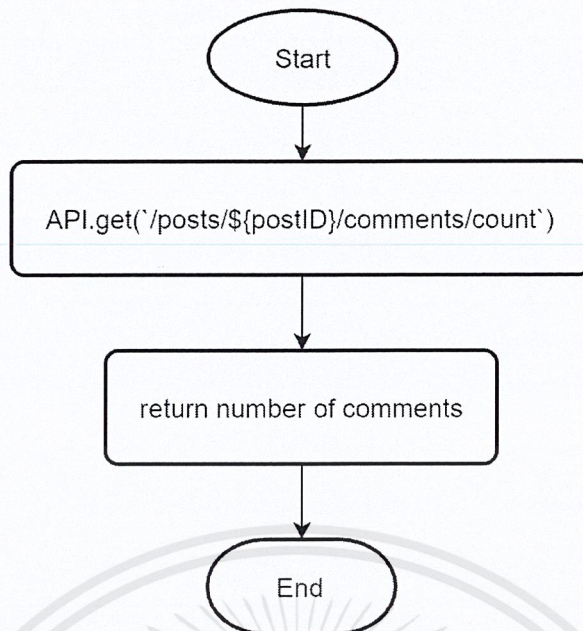 Start
API.get(`/posts/${postID}/comments/count`)
return number of comments
End